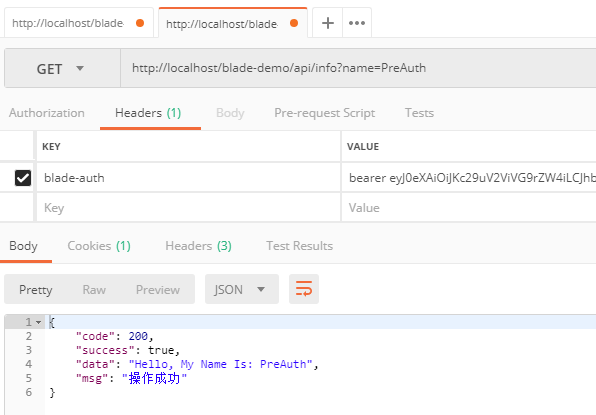 http://localhost/blade- http://localhost/blade-
GET http://localhost/blade-demo/api/info?name=PreAuth
Authorization Headers (1) Body Pre-request Script Tests
KEY VALUE
blade-auth bearer eyJ0eXAiOiJKc29uV2ViVG9rZW4iLCJhb
Key Value
Body Cookies (1) Headers (3) Test Results
Pretty Raw Preview JSON
1 {
2 "code": 200,
3 "success": true,
4 "data": "Hello, My Name Is: PreAuth",
5 "msg": "操作成功"
6 }